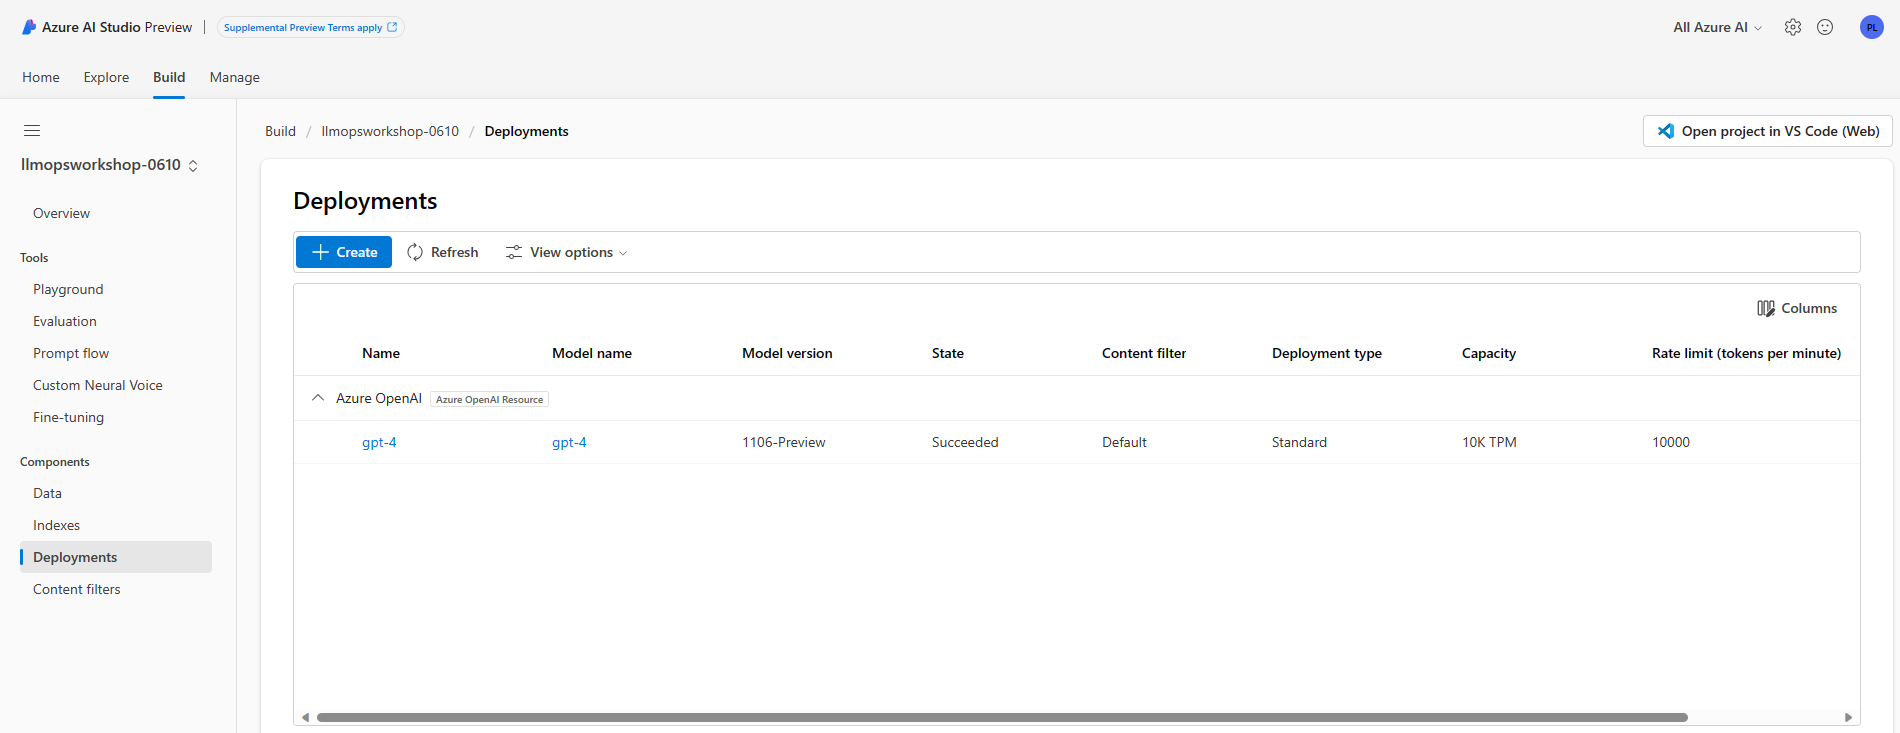 Azure AI Studio Preview | Supplemental Preview Terms apply All Azure AI PL
Home Explore Build Manage
Build / llmopsworkshop-0610 / Deployments Open project in VS Code (Web)
llmopsworkshop-0610
Overview
Tools
Playground
Evaluation
Prompt flow
Custom Neural Voice
Fine-tuning
Components
Data
Indexes
Deployments
Content filters
Deployments
Create Refresh View options
Columns
Name Model name Model version State Content filter Deployment type Capacity Rate limit (tokens per minute)
Azure OpenAI Azure OpenAI Resource
gpt-4 gpt-4 1106-Preview Succeeded Default Standard 10K TPM 10000